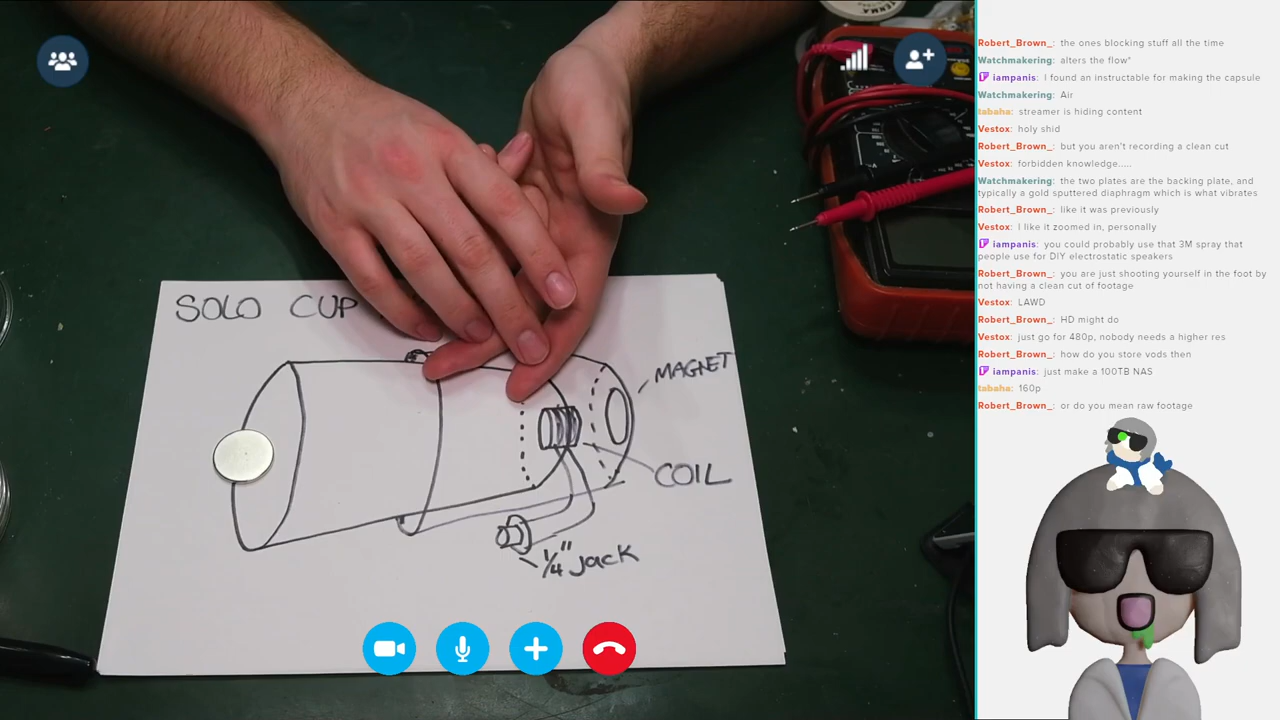 SOLO CUP
MAGNET
COIL
1/4" Jack
Robert_Brown_: the ones blocking stuff all the time
Watchmakering: alters the flow*
iampanis: I found an instructable for making the capsule
Watchmakering: Air
tabaha: streamer is hiding content
Vestox: holy shid
Robert_Brown_: but you aren't recording a clean cut
Vestox: forbidden knowledge.....
Watchmakering: the two plates are the backing plate, and
typically a gold sputtered diaphragm which is what vibrates
Robert_Brown_: like it was previously
Vestox: I like it zoomed in, personally
iampanis: you could probably use that 3M spray that
people use for DIY electrostatic speakers
Robert_Brown_: you are just shooting yourself in the foot by
not having a clean cut of footage
Vestox: LAWD
Robert_Brown_: HD might do
Vestox: just go for 480p, nobody needs a higher res
Robert_Brown_: how do you store vods then
iampanis: just make a 100TB NAS
tabaha: 160p
Robert_Brown_: or do you mean raw footage